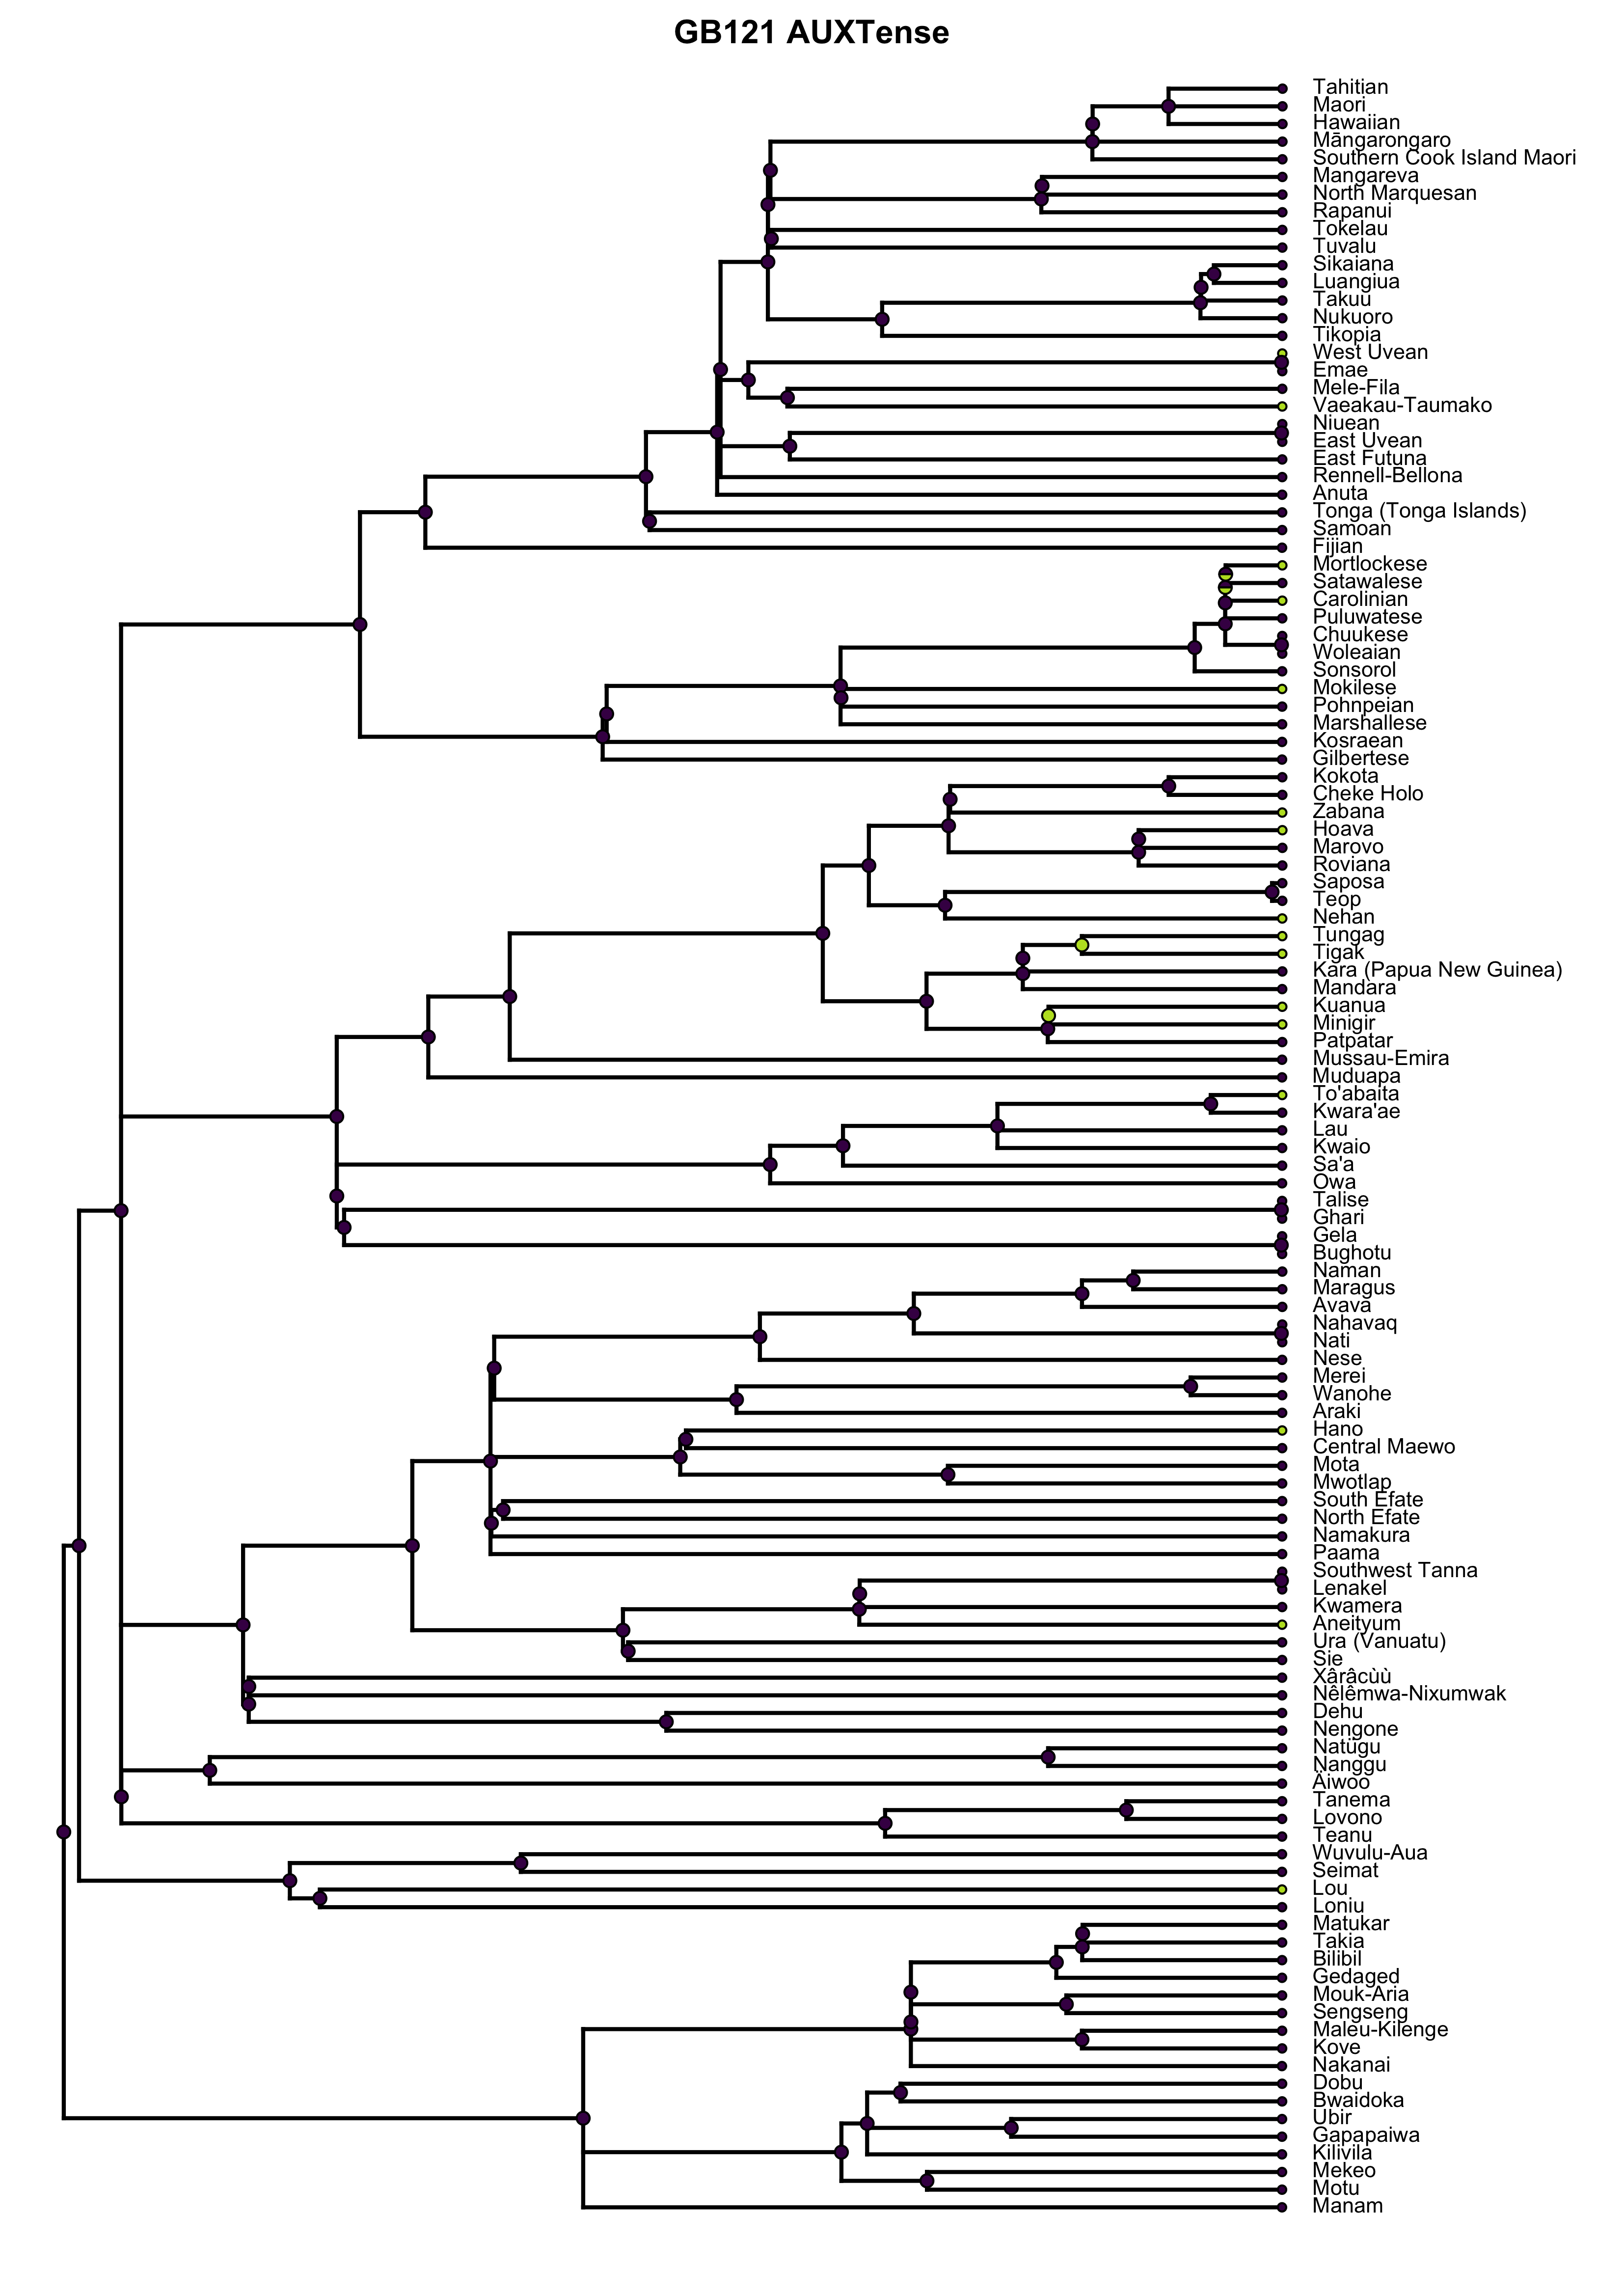 GB121 AUXTense
Tahitian
Maori
Hawaiian
Māngarongaro
Southern Cook Island Maori
Mangareva
North Marquesan
Rapanui
Tokelau
Tuvalu
Sikaiana
Luangiua
Takuu
Nukuoro
Tikopia
West Uvean
Emae
Mele-Fila
Vaeakau-Taumako
Niuean
East Uvean
East Futuna
Rennell-Bellona
Anuta
Tonga (Tonga Islands)
Samoan
Fijian
Mortlockese
Satawalese
Carolinian
Puluwatese
Chuukese
Woleaian
Sonsorol
Mokilese
Pohnpeian
Marshallese
Kosraean
Gilbertese
Kokota
Cheke Holo
Zabana
Hoava
Marovo
Roviana
Saposa
Teop
Nehan
Tungag
Tigak
Kara (Papua New Guinea)
Mandara
Kuanua
Minigir
Patpatar
Mussau-Emira
Muduapa
To'abaita
Kwara'ae
Lau
Kwaio
Sa'a
Owa
Talise
Ghari
Gela
Bughotu
Naman
Maragus
Avava
Nahavaq
Nati
Nese
Merei
Wanohe
Araki
Hano
Central Maewo
Mota
Mwotlap
South Efate
North Efate
Namakura
Paama
Southwest Tanna
Lenakel
Kwamera
Aneityum
Ura (Vanuatu)
Sie
Xârâcùù
Nêlêmwa-Nixumwak
Dehu
Nengone
Natügu
Nanggu
Äiwoo
Tanema
Lovono
Teanu
Wuvulu-Aua
Seimat
Lou
Loniu
Matukar
Takia
Bilibil
Gedaged
Mouk-Aria
Sengseng
Maleu-Kilenge
Kove
Nakanai
Dobu
Bwaidoka
Ubir
Gapapaiwa
Kilivila
Mekeo
Motu
Manam